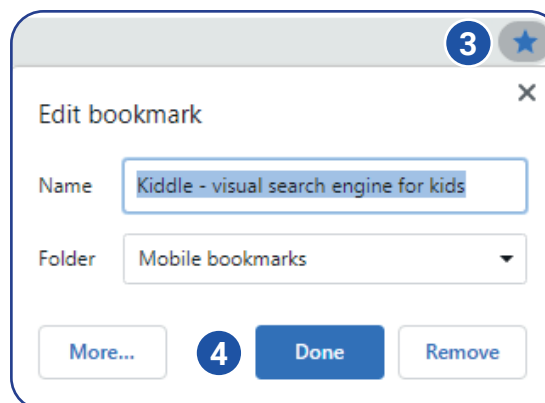 3
Edit bookmark
Name Kiddle - visual search engine for kids
Folder Mobile bookmarks
More... 4 Done Remove